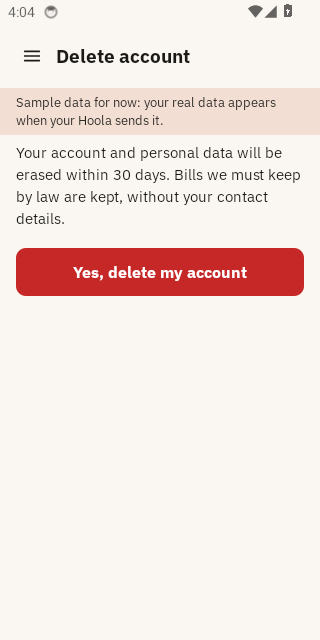 4:04
Delete account
Sample data for now: your real data appears
when your Hoola sends it.
Your account and personal data will be
erased within 30 days. Bills we must keep
by law are kept, without your contact
details.
Yes, delete my account